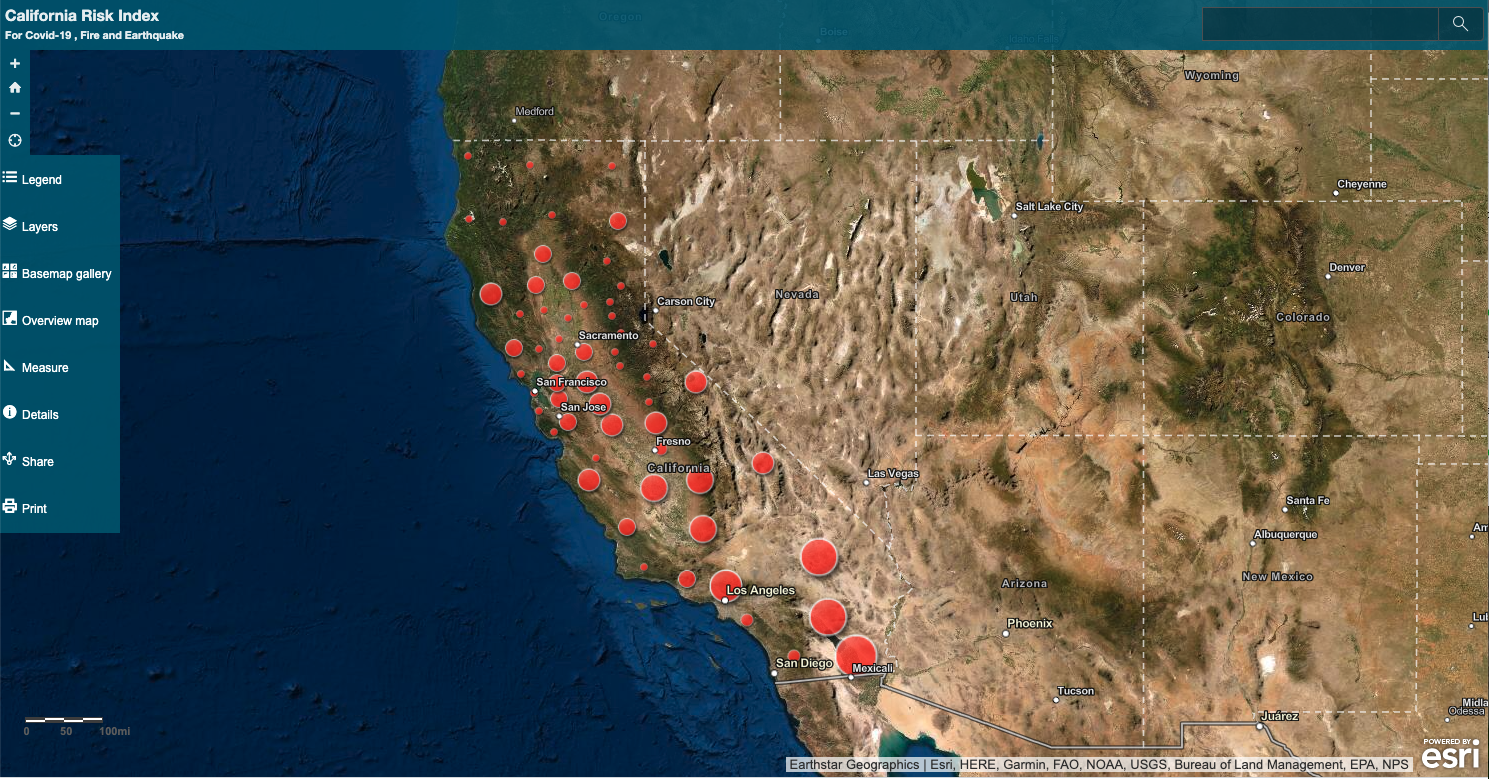 California Risk Index
For Covid-19 , Fire and Earthquake
Oregon
Boise
Idaho Falls
Legend
Layers
Basemap gallery
Overview map
Measure
Details
Share
Print
Wyoming
Medford
Cheyenne
Salt Lake City
Denver
Nevada
Carson City
Utah
Colorado
Sacramento
San Francisco
San Jose
Fresno
California
Las Vegas
Santa Fe
Am
Albuquerque
New Mexico
Arizona
Los Angeles
Phoenix
Lub
San Diego
Mexicali
Tucson
Midla
Odessa
Juárez
0 50 100mi
Earthstar Geographics | Esri, HERE, Garmin, FAO, NOAA, USGS, Bureau of Land Management, EPA, NPS
POWERED BY
esri